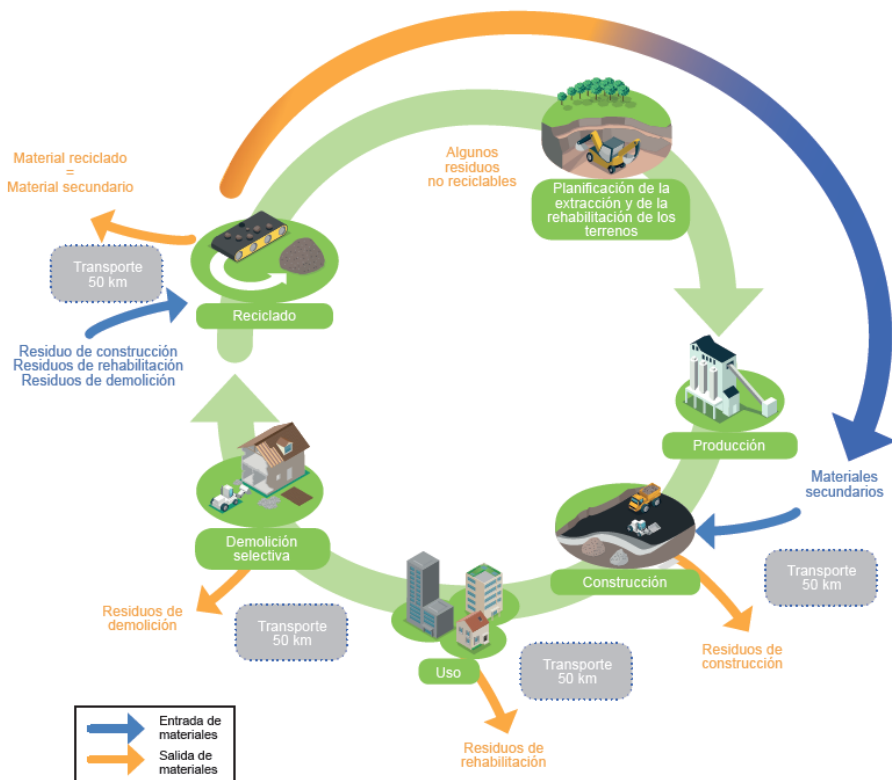 Algunos
residuos
no reciclables
Planificación de la
extracción y de la
rehabilitación de los
terrenos
Material reciclado
=
Material secundario
Transporte
50 km
Reciclado
Residuo de construcción
Residuos de rehabilitación
Residuos de demolición
Producción
Materiales
secundarios
Demolición
selectiva
Construcción
Transporte
50 km
Residuos de
demolición
Transporte
50 km
Uso
Transporte
50 km
Residuos de
construcción
Residuos de
rehabilitación
Entrada de
materiales
Salida de
materiales